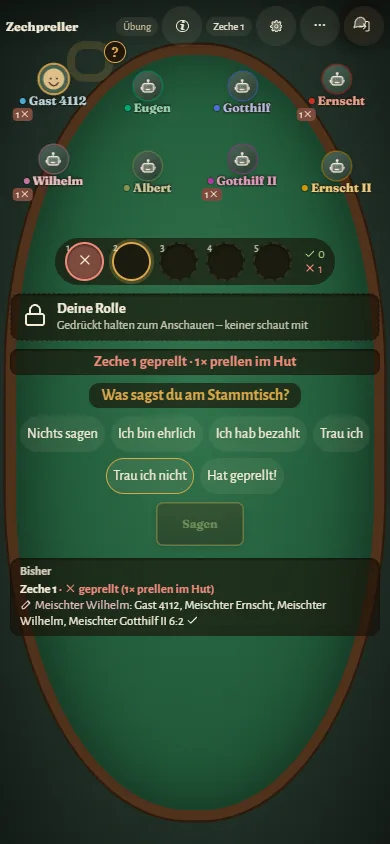 Zechpreller
Übung
Zeche 1
?
Gast 4112
Eugen
Gotthilf
Ernscht
1×
1×
Wilhelm
Albert
Gotthilf II
Ernscht II
1×
1×
1 2 3 4 5
✓ 0
✕ 1
Deine Rolle
Gedrückt halten zum Anschauen – keiner schaut mit
Zeche 1 geprellt · 1× prellen im Hut
Was sagst du am Stammtisch?
Nichts sagen Ich bin ehrlich Ich hab bezahlt Trau ich
Trau ich nicht Hat geprellt!
Sagen
Bisher
Zeche 1 · ✕ geprellt (1× prellen im Hut)
Meischter Wilhelm: Gast 4112, Meischter Ernscht, Meischter
Wilhelm, Meischter Gotthilf II 6:2 ✓